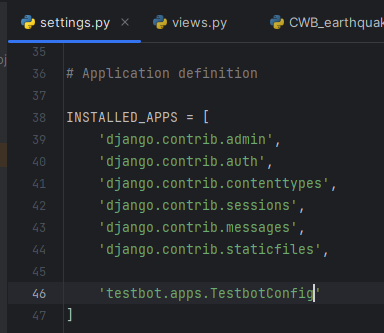 settings.py × views.py CWB_earthquak
35
36 # Application definition
37
38 INSTALLED_APPS = [
39 'django.contrib.admin',
40 'django.contrib.auth',
41 'django.contrib.contenttypes',
42 'django.contrib.sessions',
43 'django.contrib.messages',
44 'django.contrib.staticfiles',
45
46 'testbot.apps.TestbotConfig'
47 ]